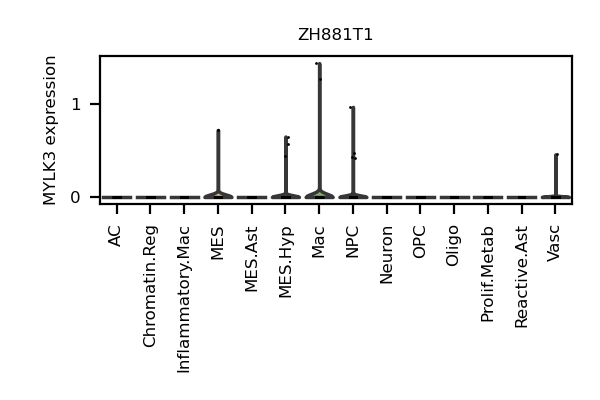 ZH881T1
MYLK3 expression
1
0
AC
Chromatin.Reg
Inflammatory.Mac
MES
MES.Ast
MES.Hyp
Mac
NPC
Neuron
OPC
Oligo
Prolif.Metab
Reactive.Ast
Vasc